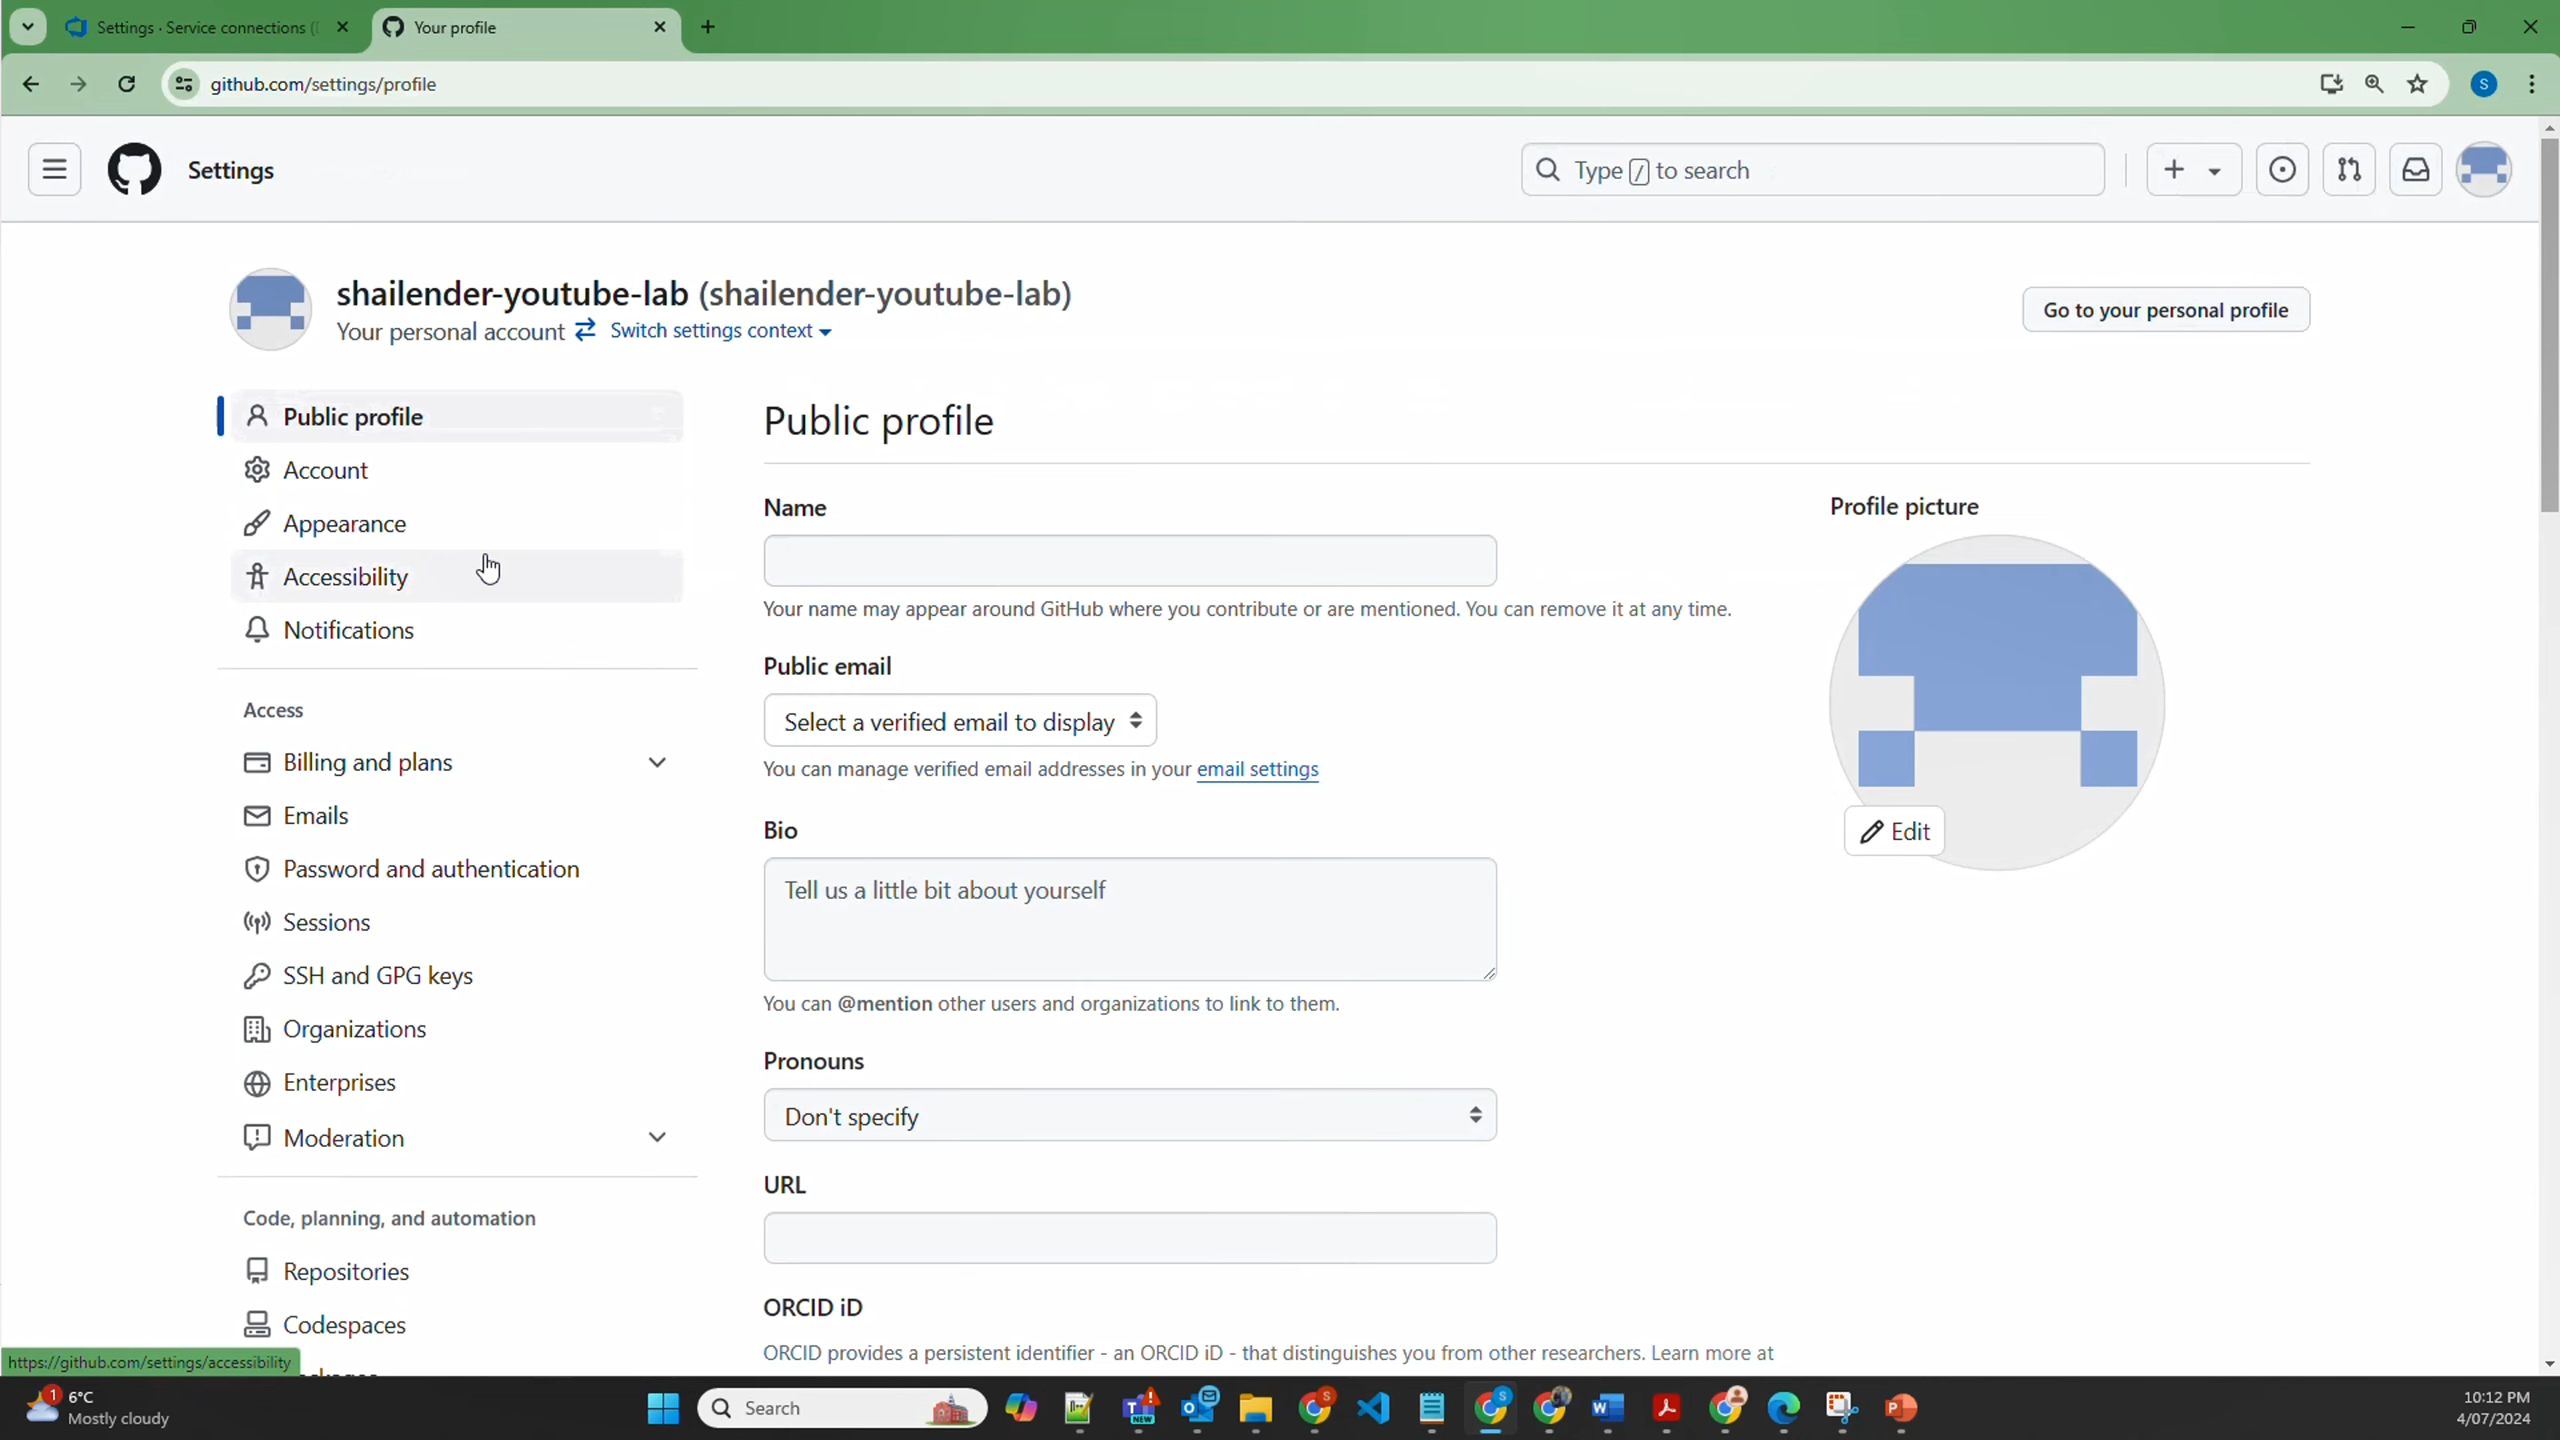 Settings · Service connections (
Your profile
github.com/settings/profile
S
Settings
Type / to search
shailender-youtube-lab (shailender-youtube-lab)
Your personal account
Switch settings context
Go to your personal profile
Public profile
Account
Appearance
Accessibility
Notifications
Access
Billing and plans
Emails
Password and authentication
Sessions
SSH and GPG keys
Organizations
Enterprises
Moderation
Code, planning, and automation
Repositories
Codespaces
https://github.com/settings/accessibility
Public profile
Name
Your name may appear around GitHub where you contribute or are mentioned. You can remove it at any time.
Public email
Select a verified email to display
You can manage verified email addresses in your email settings
Bio
Tell us a little bit about yourself
You can @mention other users and organizations to link to them.
Pronouns
Don't specify
URL
ORCID iD
ORCID provides a persistent identifier - an ORCID iD - that distinguishes you from other researchers. Learn more at
Profile picture
Edit
1
6°C
Mostly cloudy
Search
NEW
10:12 PM
4/07/2024